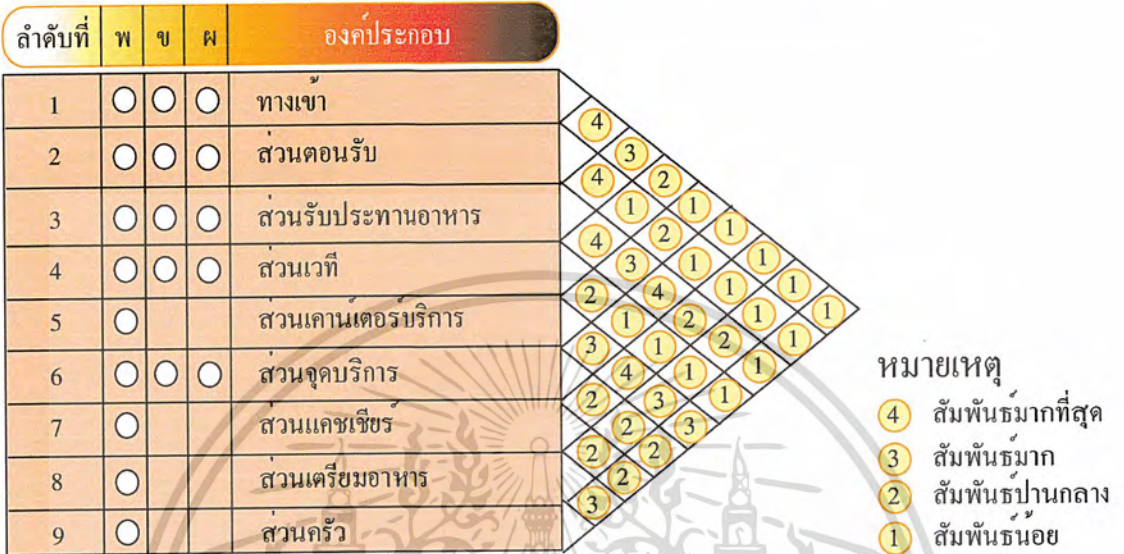 ลำดับที่ พ ข ผ องค์ประกอบ
1 ทางเข้า
2 ส่วนตอนรับ
3 ส่วนรับประทานอาหาร
4 ส่วนเวที
5 ส่วนเคานเตอร์บริการ
6 ส่วนจุดบริการ
7 ส่วนแคชเชียร์
8 ส่วนเตรียมอาหาร
9 ส่วนครัว
4
3
4 2
1 1
4 2 1
3 1 1
2 4 1 1
1 2 1 1
3 1 2 1
4 1 1
2 3 1
2 3
2 2
2
3
หมายเหตุ
4 สัมพันธ์มากที่สุด
3 สัมพันธ์มาก
2 สัมพันธ์ปานกลาง
1 สัมพันธ์น้อย